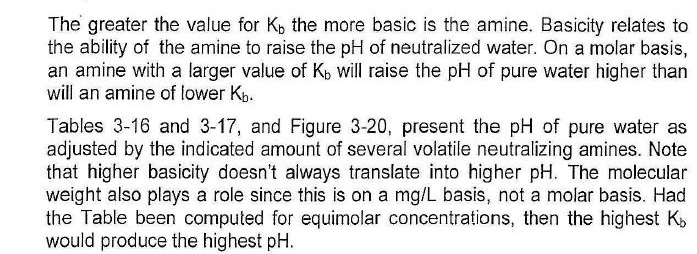 The greater the value for Kb the more basic is the amine. Basicity relates to
the ability of the amine to raise the pH of neutralized water. On a molar basis,
an amine with a larger value of Kb will raise the pH of pure water higher than
will an amine of lower Kb.
Tables 3-16 and 3-17, and Figure 3-20, present the pH of pure water as
adjusted by the indicated amount of several volatile neutralizing amines. Note
that higher basicity doesn't always translate into higher pH. The molecular
weight also plays a role since this is on a mg/L basis, not a molar basis. Had
the Table been computed for equimolar concentrations, then the highest Kb
would produce the highest pH.